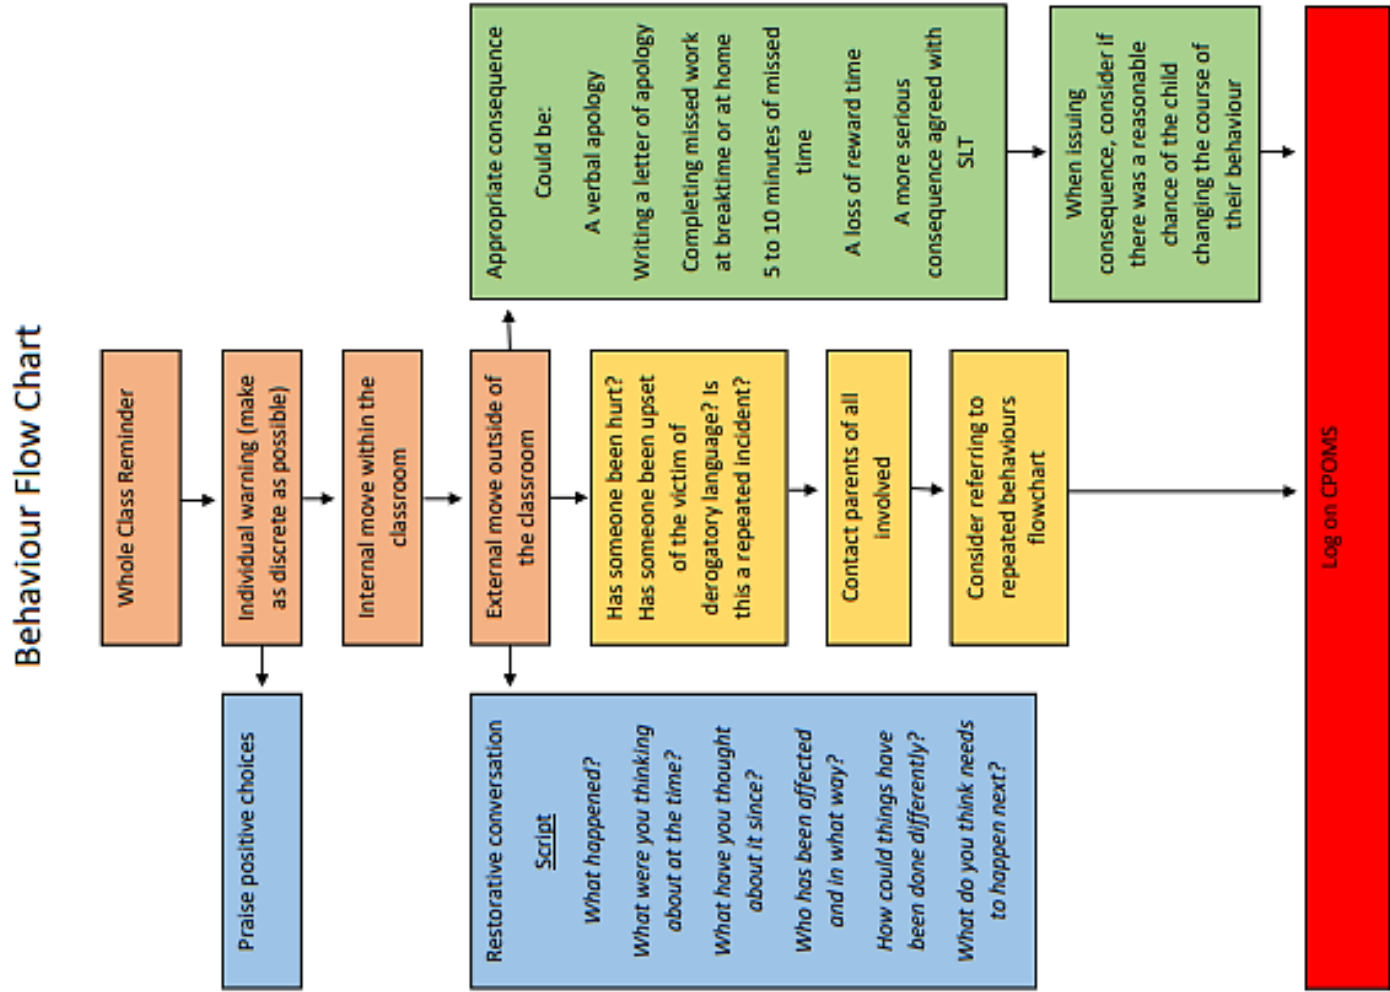 Behaviour Flow Chart
Whole Class Reminder
Individual warning (make
as discrete as possible)
Praise positive choices
Internal move within the
classroom
External move outside of
the classroom
Restorative conversation
Script
What happened?
What were you thinking
about at the time?
What have you thought
about it since?
Who has been affected
and in what way?
How could things have
been done differently?
What do you think needs
to happen next?
Has someone been hurt?
Has someone been upset
of the victim of
derogatory language? Is
this a repeated incident?
Contact parents of all
involved
Consider referring to
repeated behaviours
flowchart
Appropriate consequence
Could be:
A verbal apology
Writing a letter of apology
Completing missed work
at breaktime or at home
5 to 10 minutes of missed
time
A loss of reward time
A more serious
consequence agreed with
SLT
When issuing
consequence, consider if
there was a reasonable
chance of the child
changing the course of
their behaviour
Log on CPOMS